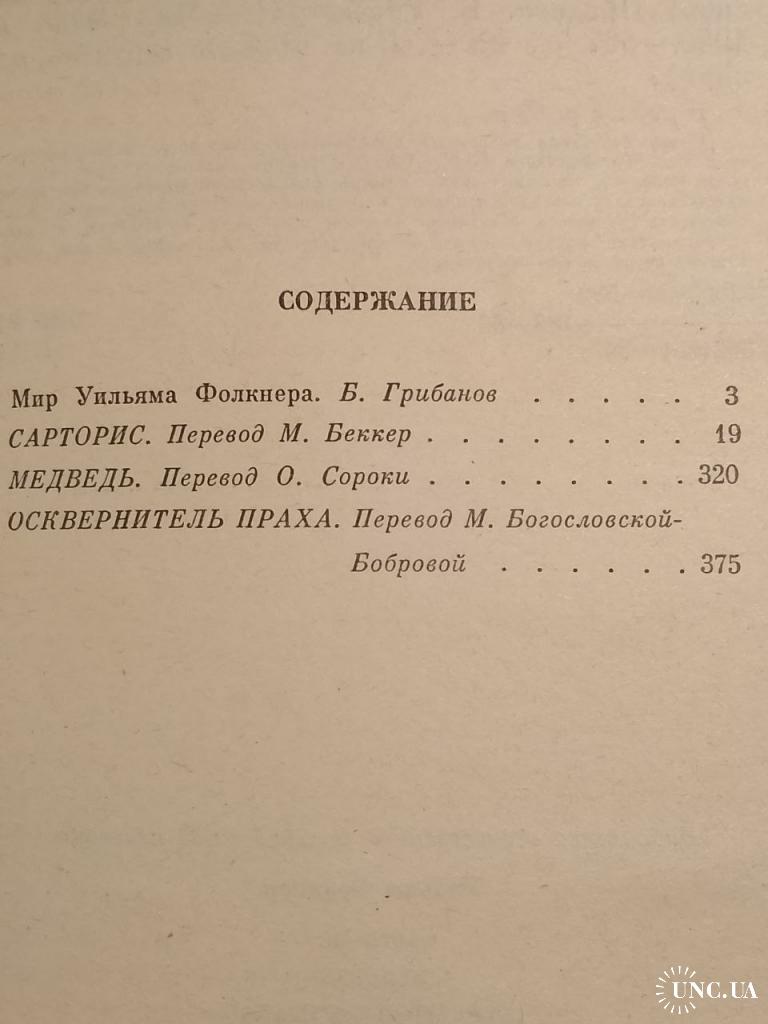 СОДЕРЖАНИЕ
Мир Уильяма Фолкнера. Б. Грибанов . . . . . 3
САРТОРИС. Перевод М. Беккер . . . . . . . . 19
МЕДВЕДЬ. Перевод О. Сороки . . . . . . . . 320
ОСКВЕРНИТЕЛЬ ПРАХА. Перевод М. Богословской-
Бобровой . . . . . . 375
UNC.UA